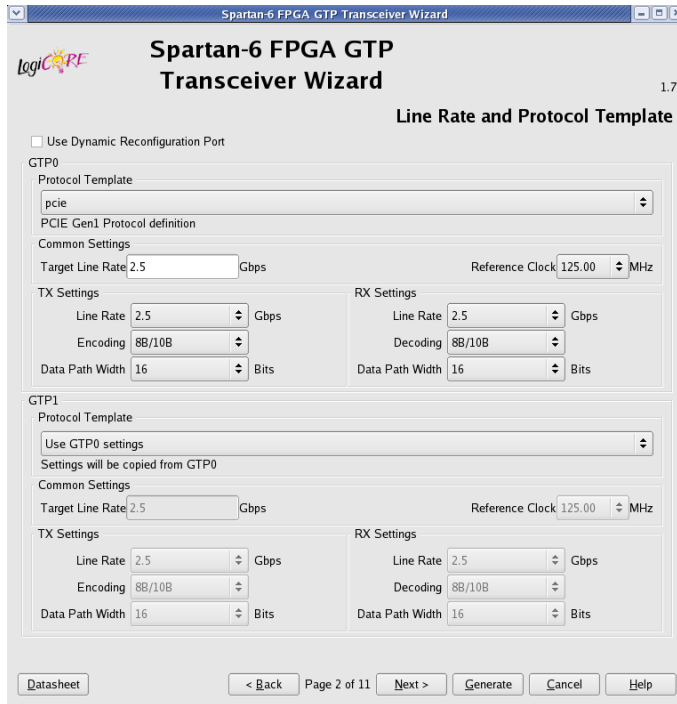 Spartan-6 FPGA GTP Transceiver Wizard
LogiCORE
Spartan-6 FPGA GTP
Transceiver Wizard
1.7
Line Rate and Protocol Template
Use Dynamic Reconfiguration Port
GTP0
Protocol Template
pcie
PCIE Gen1 Protocol definition
Common Settings
Target Line Rate 2.5 Gbps Reference Clock 125.00 MHz
TX Settings RX Settings
Line Rate 2.5 Gbps Line Rate 2.5 Gbps
Encoding 8B/10B Decoding 8B/10B
Data Path Width 16 Bits Data Path Width 16 Bits
GTP1
Protocol Template
Use GTP0 settings
Settings will be copied from GTP0
Common Settings
Target Line Rate 2.5 Gbps Reference Clock 125.00 MHz
TX Settings RX Settings
Line Rate 2.5 Gbps Line Rate 2.5 Gbps
Encoding 8B/10B Decoding 8B/10B
Data Path Width 16 Bits Data Path Width 16 Bits
Datasheet < Back Page 2 of 11 Next > Generate Cancel Help